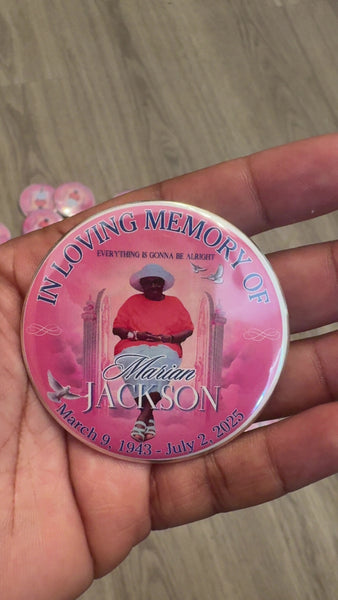 IN LOVING MEMORY OF
EVERYTHING IS GONNA BE ALRIGHT
Marian
JACKSON
March 9, 1943 - July 2, 2025